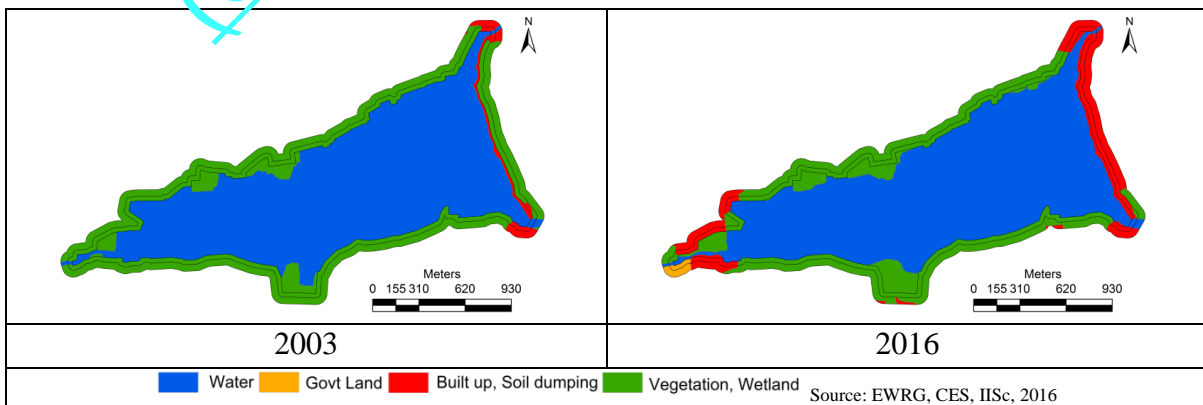 N
Meters
0 155 310 620 930
N
Meters
0 155 310 620 930
2003
2016
Water Govt Land Built up, Soil dumping Vegetation, Wetland
Source: EWRG, CES, IISc, 2016